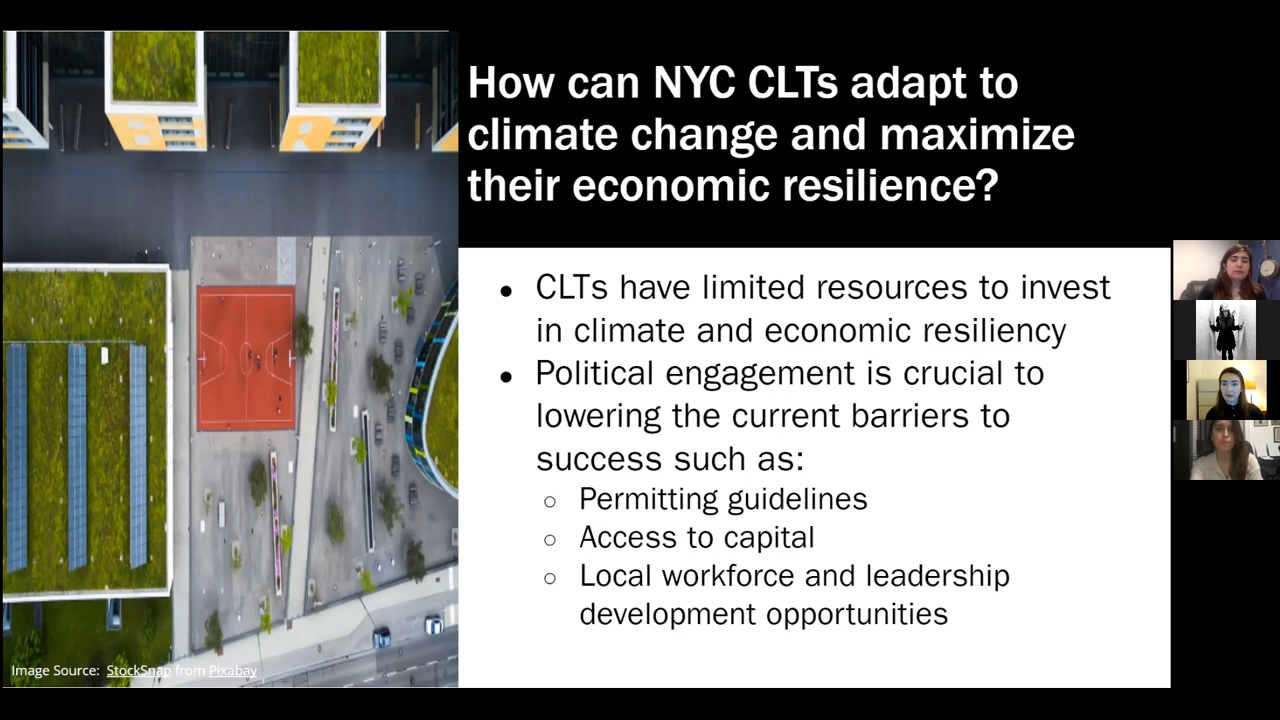 How can NYC CLTs adapt to
climate change and maximize
their economic resilience?
● CLTs have limited resources to invest
in climate and economic resiliency
● Political engagement is crucial to
lowering the current barriers to
success such as:
○ Permitting guidelines
○ Access to capital
○ Local workforce and leadership
development opportunities
Image Source: StockSnap from Pixabay